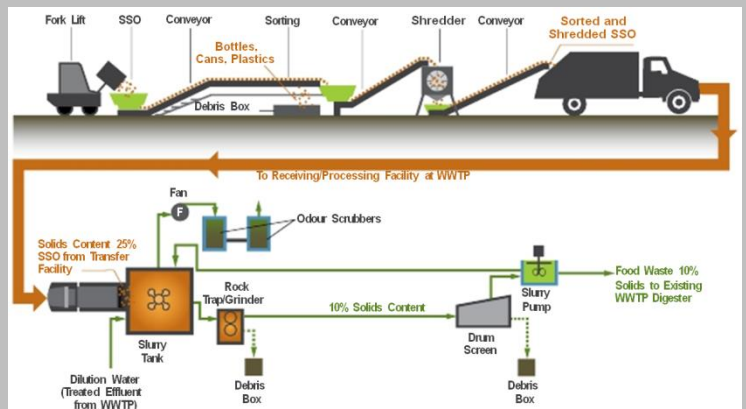 Fork Lift
SSO
Conveyor
Sorting
Conveyor
Shredder
Conveyor
Sorted and
Shredded SSO
Bottles,
Cans, Plastics
Debris Box
To Receiving/Processing Facility at WWTP
Fan
F
Odour Scrubbers
Solids Content 25%
SSO from Transfer
Facility
Rock
Trap/Grinder
10% Solids Content
Slurry
Pump
Food Waste 10%
Solids to Existing
WWTP Digester
Slurry
Tank
Drum
Screen
Dilution Water
(Treated Effluent
from WWTP)
Debris
Box
Debris
Box